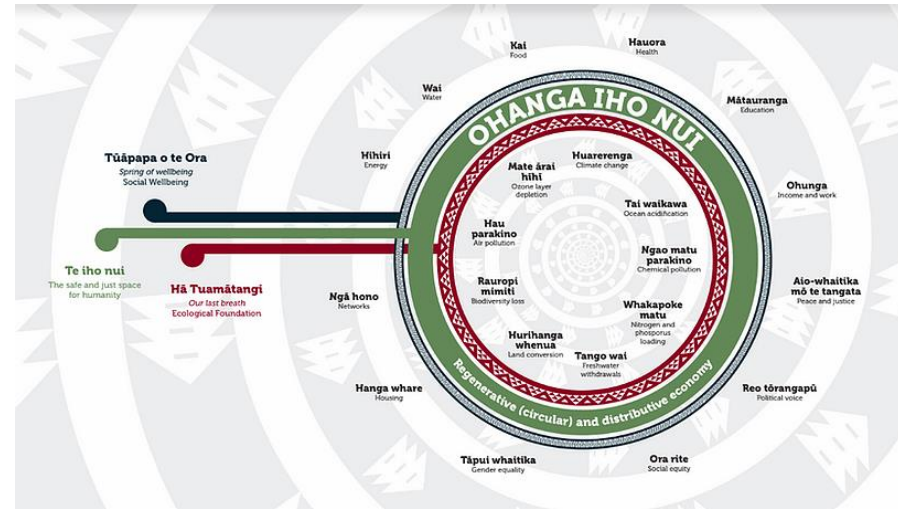 Kai
Food
Hauora
Health
Wai
Water
Mātauranga
Education
OHANGA IHO NUI
Hihiri
Energy
Tūāpapa o te Ora
Spring of wellbeing
Social Wellbeing
Te iho nui
The safe and just space
for humanity
Hā Tuamātangi
Our last breath
Ecological Foundation
Mate ārai
hihi
Ozone layer
depletion
Huarerenga
Climate change
Tai waikawa
Ocean acidification
Hau
parakino
Air pollution
Ngao matu
parakino
Chemical pollution
Rauropi
mimiti
Biodiversity loss
Whakapoke
matu
Nitrogen and
phosporus
loading
Hurihanga
whenua
Land conversion
Tango wai
Freshwater
withdrawals
Regenerative (circular) and distributive economy
Ohunga
Income and work
Aio-whaitika
mō te tangata
Peace and justice
Ngā hono
Networks
Hanga whare
Housing
Reo tōrangapū
Political voice
Tāpui whaitika
Gender equality
Ora rite
Social equity